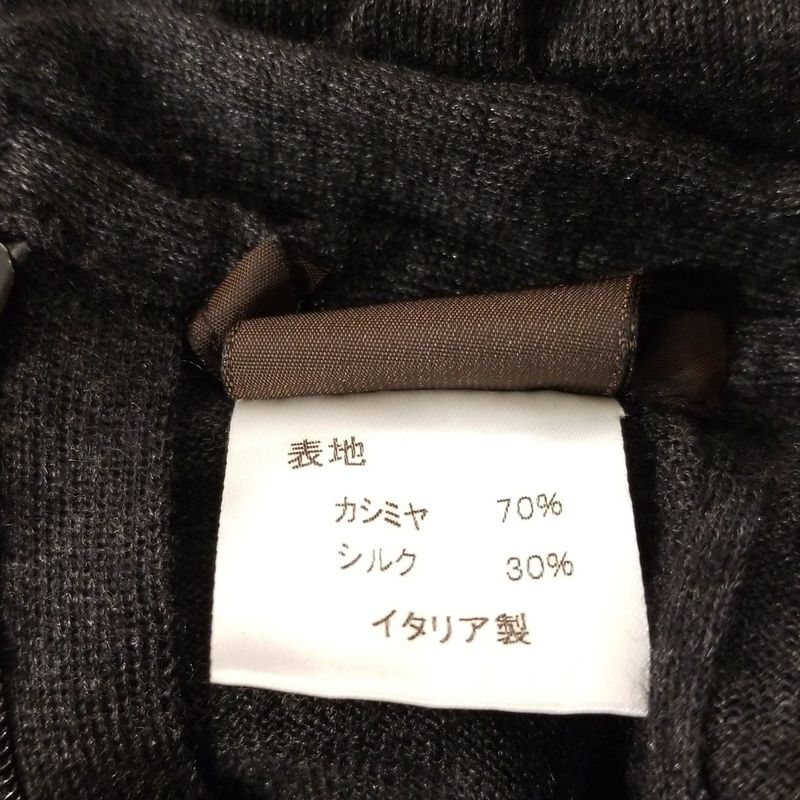 表地
カシミヤ 70%
シルク 30%
イタリア製